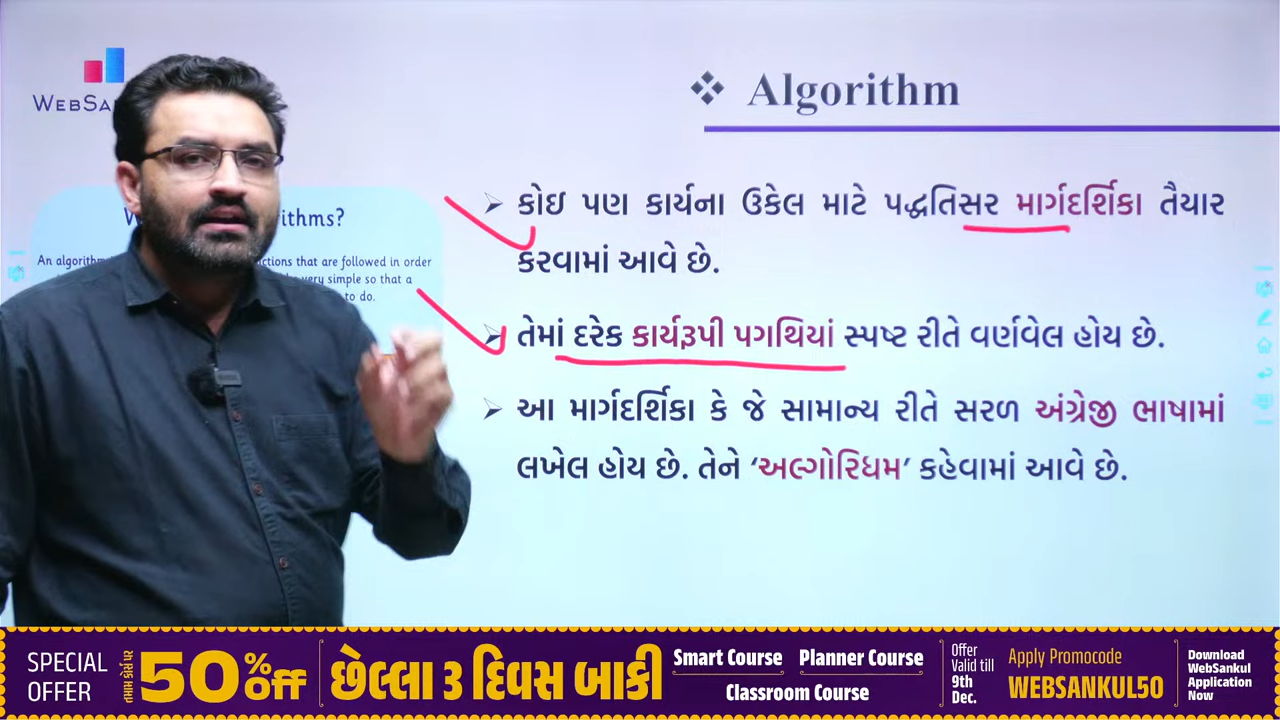 WEBSA
Algorithm
ithms?
An algorithm
ctions that are followed in order
very simple so that a
to do.
➢ કોઇ પણ કાર્યના ઉકેલ માટે પદ્ધતિસર માર્ગદર્શિકા તૈયાર
કરવામાં આવે છે.
➢ તેમાં દરેક કાર્યરૂપી પગથિયાં સ્પષ્ટ રીતે વર્ણવેલ હોય છે.
➢ આ માર્ગદર્શિકા કે જે સામાન્ય રીતે સરળ અંગ્રેજી ભાષામાં
લખેલ હોય છે. તેને ‘અલ્ગોરિધમ’ કહેવામાં આવે છે.
SPECIAL
OFFER
તમામ કોર્ષ પર
50% off
છેલ્લા 3 દિવસ બાકી
Smart Course Planner Course
Classroom Course
Offer
Valid till
9th
Dec.
Apply Promocode
WEBSANKUL50
Download
WebSankul
Application
Now